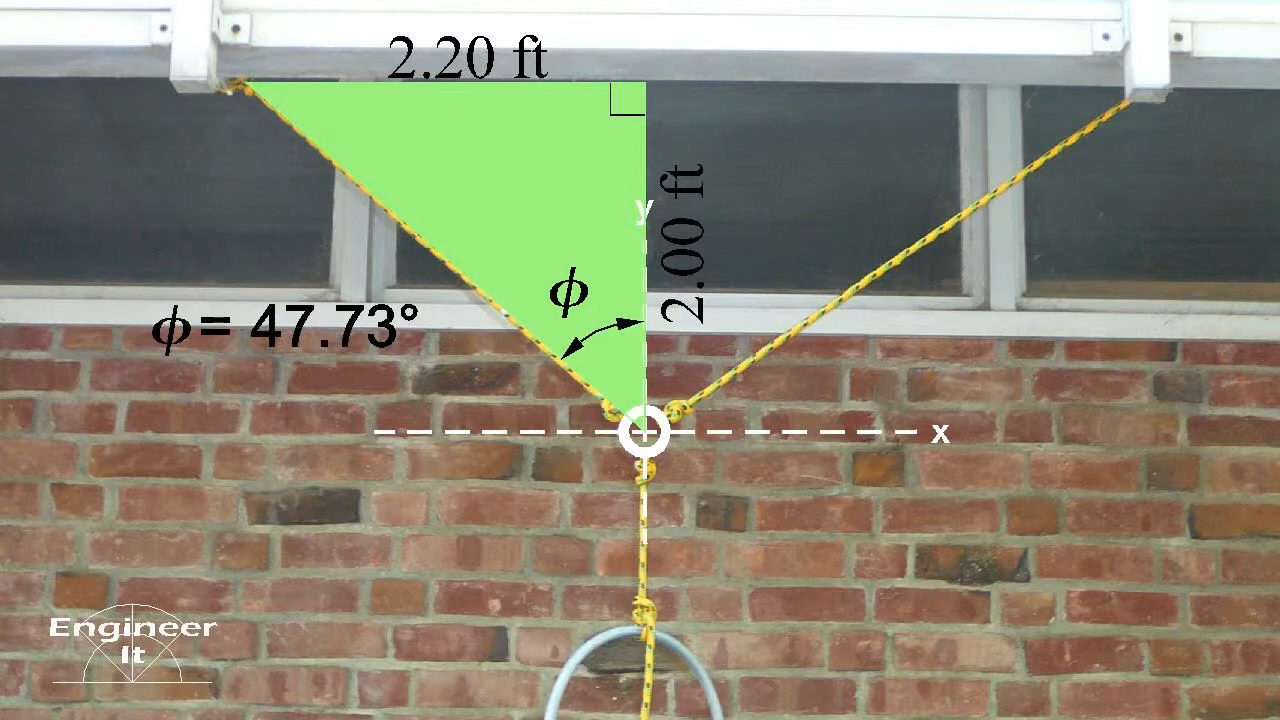 2.20 ft
2.00 ft
y
ϕ
ϕ = 47.73°
x
Engineer
It